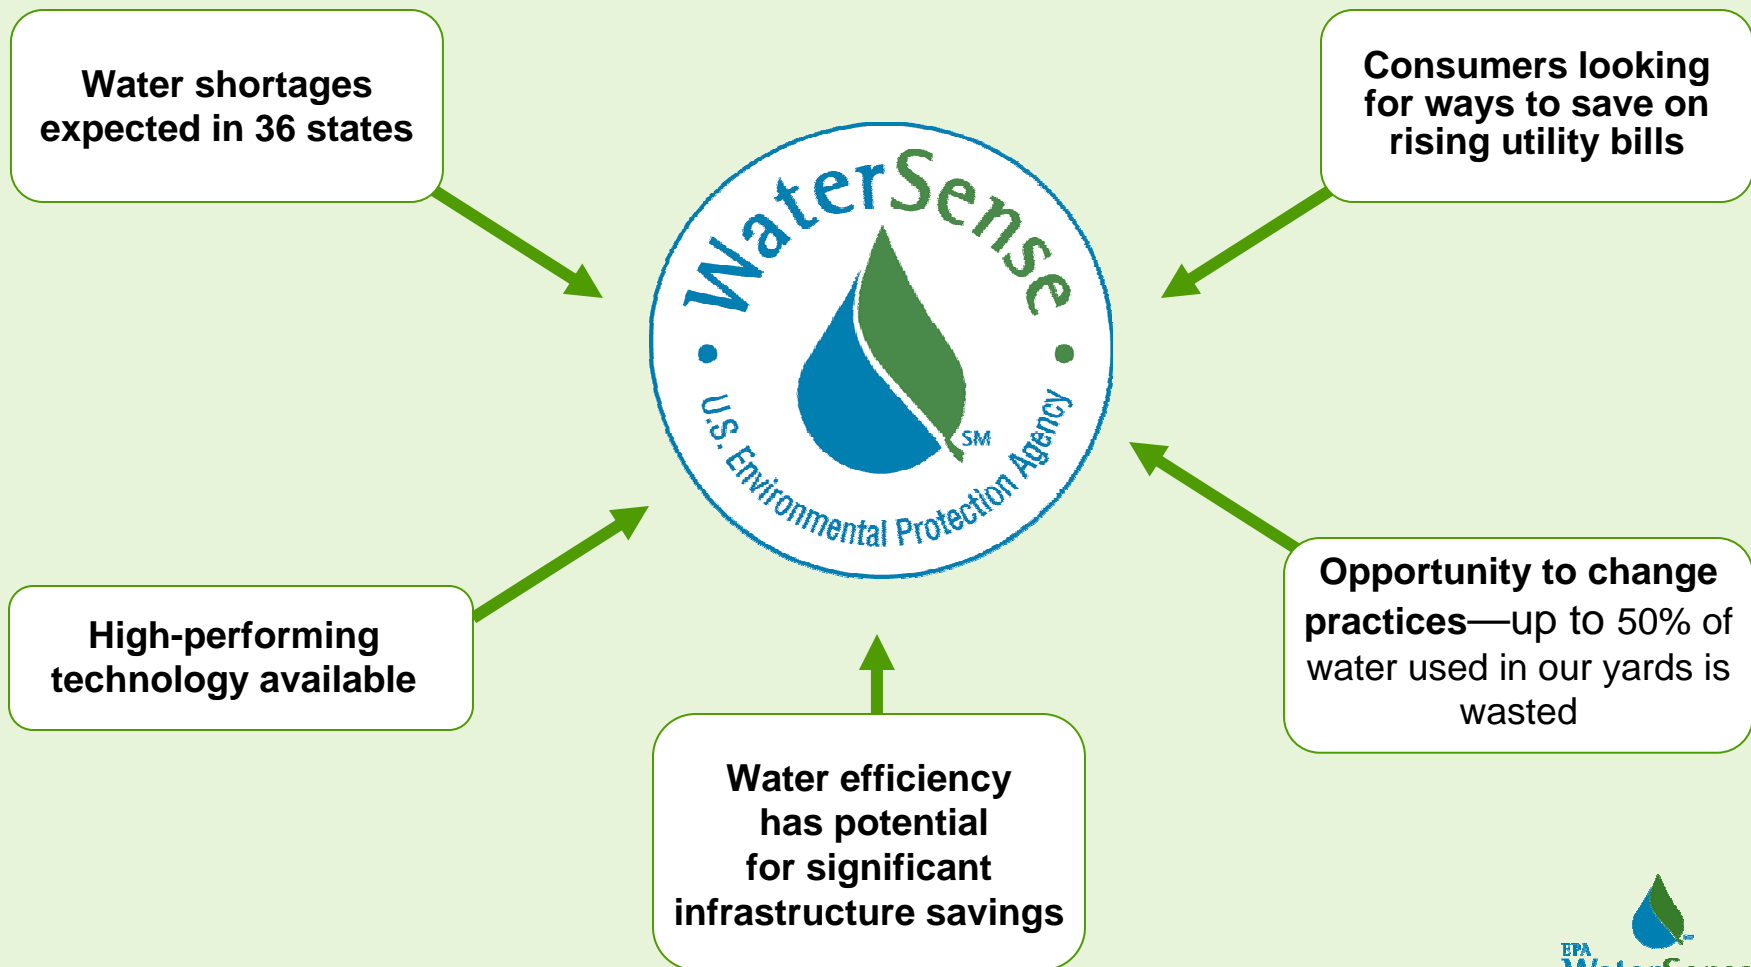 Water shortages
expected in 36 states
Consumers looking
for ways to save on
rising utility bills
WaterSense
U.S. Environmental Protection Agency
SM
High-performing
technology available
Opportunity to change
practices—up to 50% of
water used in our yards is
wasted
Water efficiency
has potential
for significant
infrastructure savings
EPA